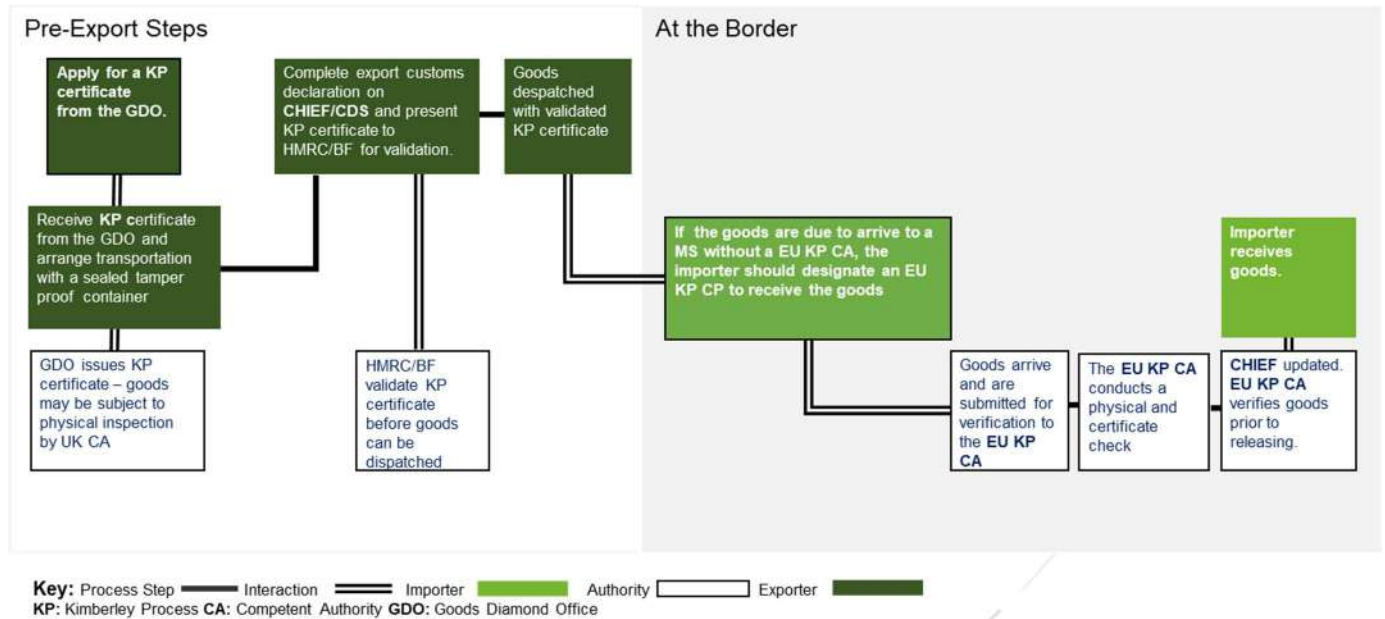 Pre-Export Steps
Apply for a KP
certificate
from the GDO.
Receive KP certificate
from the GDO and
arrange transportation
with a sealed tamper
proof container
GDO issues KP
certificate – goods
may be subject to
physical inspection
by UK CA
Complete export customs
declaration on
CHIEF/CDS and present
KP certificate to
HMRC/BF for validation.
HMRC/BF
validate KP
certificate
before goods
can be
dispatched
Goods
despatched
with validated
KP certificate
At the Border
If the goods are due to arrive to a
MS without a EU KP CA, the
importer should designate an EU
KP CP to receive the goods
Goods arrive
and are
submitted for
verification to
the EU KP
CA
The EU KP CA
conducts a
physical and
certificate
check
CHIEF updated.
EU KP CA
verifies goods
prior to
releasing.
Importer
receives
goods.
Key: Process Step Interaction Importer Authority Exporter
KP: Kimberley Process CA: Competent Authority GDO: Goods Diamond Office